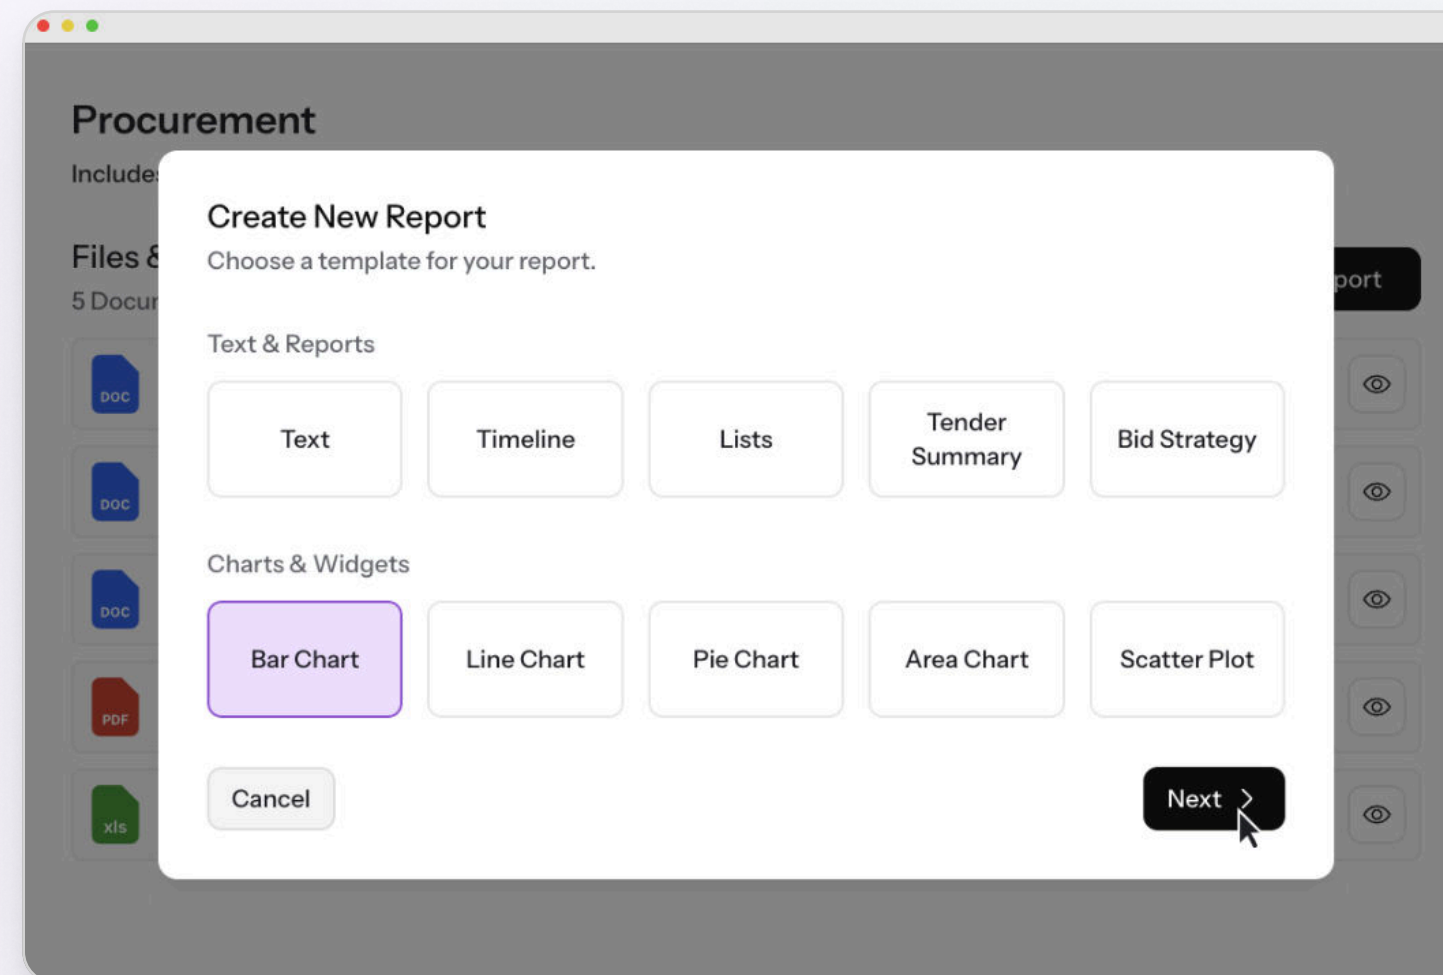 Procurement
Includes
Create New Report
Choose a template for your report.
Files &
5 Docum
port
Text & Reports
Text
Timeline
Lists
Tender
Summary
Bid Strategy
Charts & Widgets
Bar Chart
Line Chart
Pie Chart
Area Chart
Scatter Plot
Cancel
Next
DOC
DOC
DOC
PDF
xls